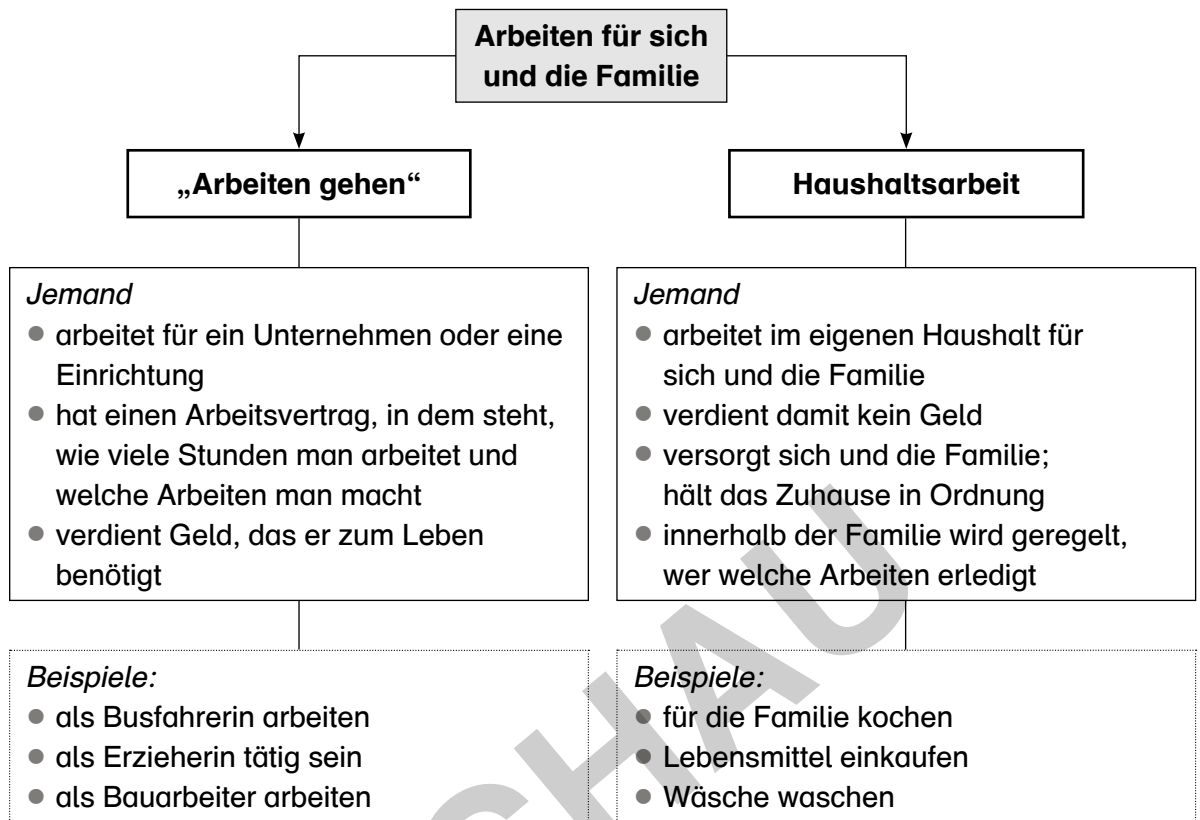 Arbeiten für sich
und die Familie
„Arbeiten gehen“
Haushaltsarbeit
Jemand
● arbeitet für ein Unternehmen oder eine
Einrichtung
● hat einen Arbeitsvertrag, in dem steht,
wie viele Stunden man arbeitet und
welche Arbeiten man macht
● verdient Geld, das er zum Leben
benötigt
Jemand
● arbeitet im eigenen Haushalt für
sich und die Familie
● verdient damit kein Geld
● versorgt sich und die Familie;
hält das Zuhause in Ordnung
● innerhalb der Familie wird geregelt,
wer welche Arbeiten erledigt
Beispiele:
● als Busfahrerin arbeiten
● als Erzieherin tätig sein
● als Bauarbeiter arbeiten
Beispiele:
● für die Familie kochen
● Lebensmittel einkaufen
● Wäsche waschen